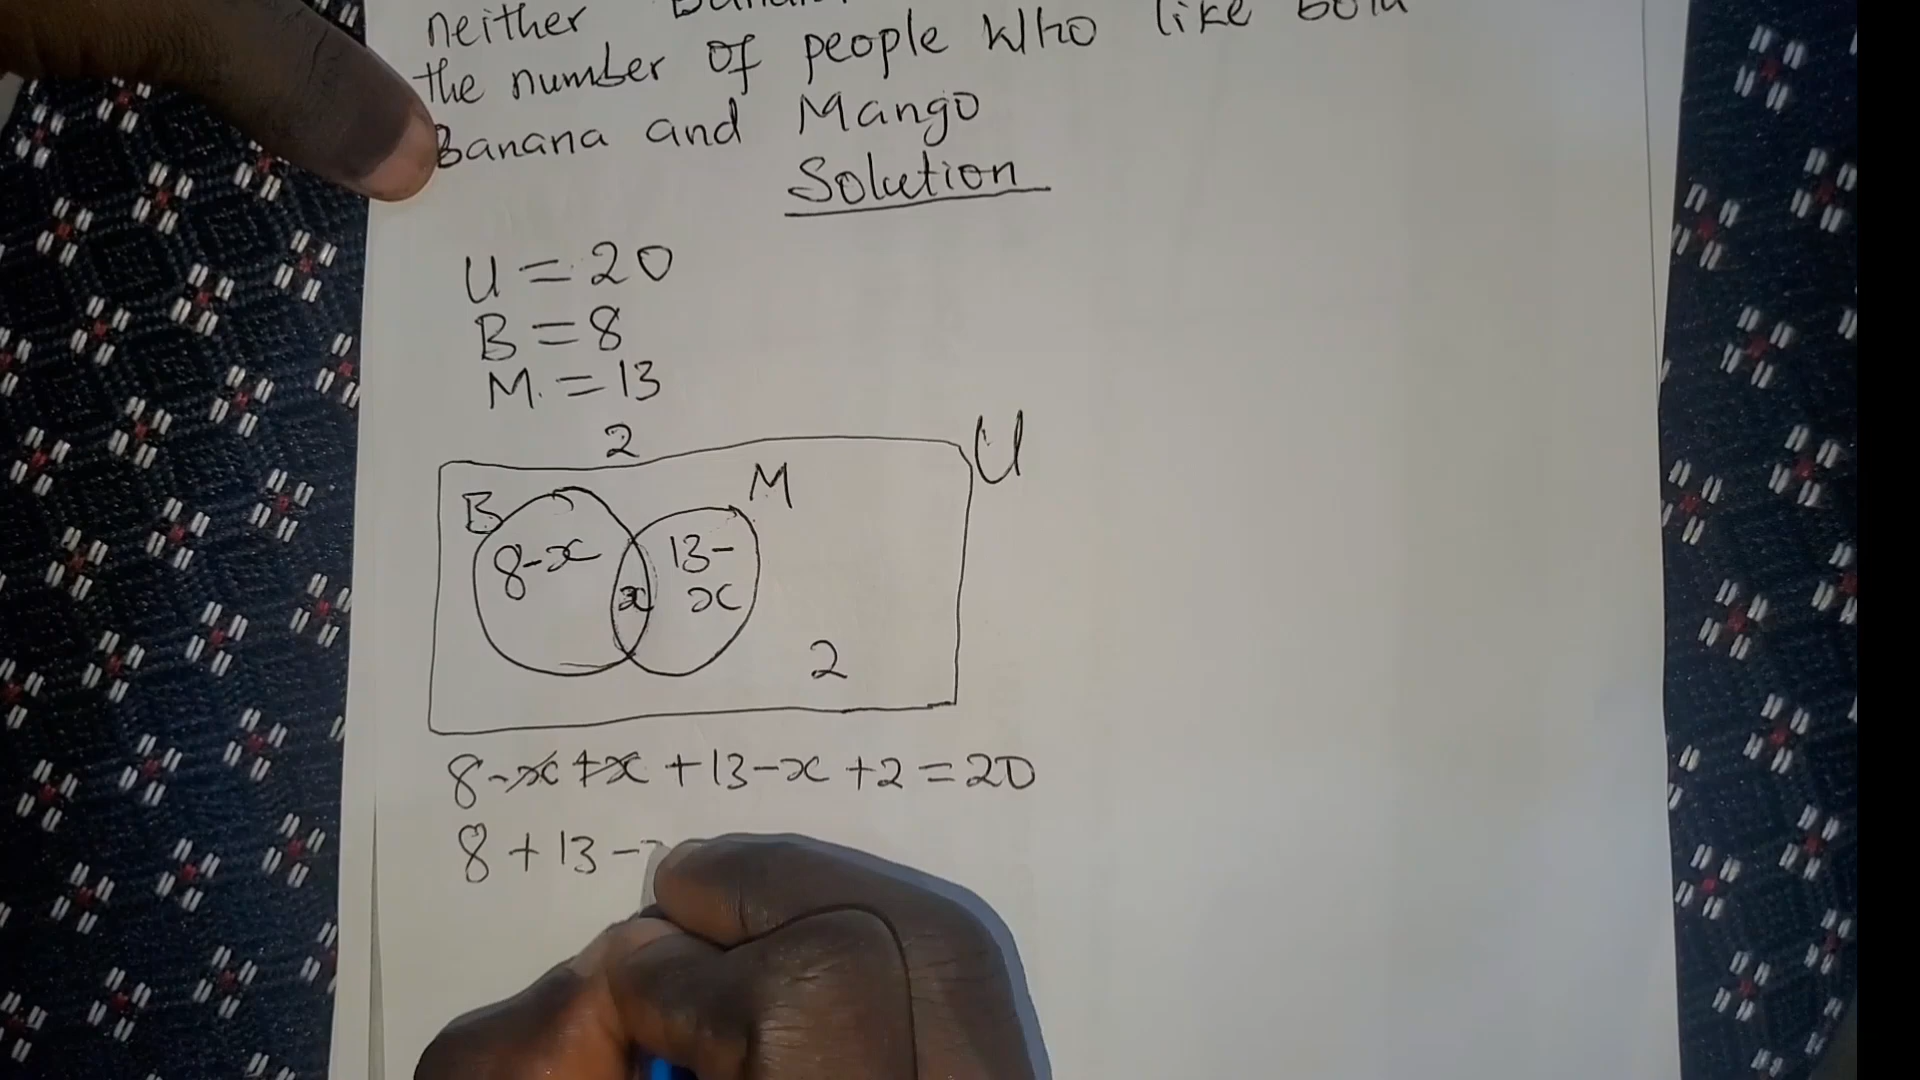 neither
the number of people who like both
Banana and Mango
Solution
U = 20
B = 8
M = 13
2
U
B
M
8-x
x
13-
x
2
8-x+x+13-x+2=20
8+13-